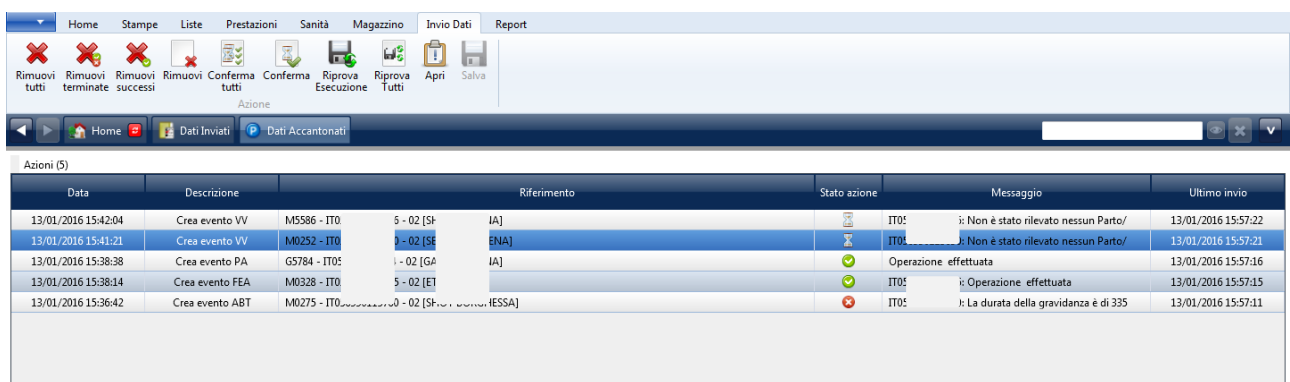 Home Stampe Liste Prestazioni Sanità Magazzino Invio Dati Report
Rimuovi tutti Rimuovi terminate Rimuovi successi Rimuovi Conferma tutti Conferma Riprova Esecuzione Riprova Tutti Apri Salva
Azione
Home Dati Inviati Dati Accantonati
Azioni (5)
Data Descrizione Riferimento Stato azione Messaggio Ultimo invio
13/01/2016 15:42:04 Crea evento VV M5586 - IT0 6 - 02 [SH NA] IT05 : Non è stato rilevato nessun Parto/ 13/01/2016 15:57:22
13/01/2016 15:41:21 Crea evento VV M0252 - IT0 0 - 02 [SE ENA] IT05 : Non è stato rilevato nessun Parto/ 13/01/2016 15:57:21
13/01/2016 15:38:38 Crea evento PA G5784 - IT05 - 02 [GA NA] Operazione effettuata 13/01/2016 15:57:16
13/01/2016 15:38:14 Crea evento FEA M0328 - IT0 5 - 02 [ET IT05 : Operazione effettuata 13/01/2016 15:57:15
13/01/2016 15:36:42 Crea evento ABT M0275 - IT0 0 - 02 HESSA] IT05 : La durata della gravidanza è di 335 13/01/2016 15:57:11